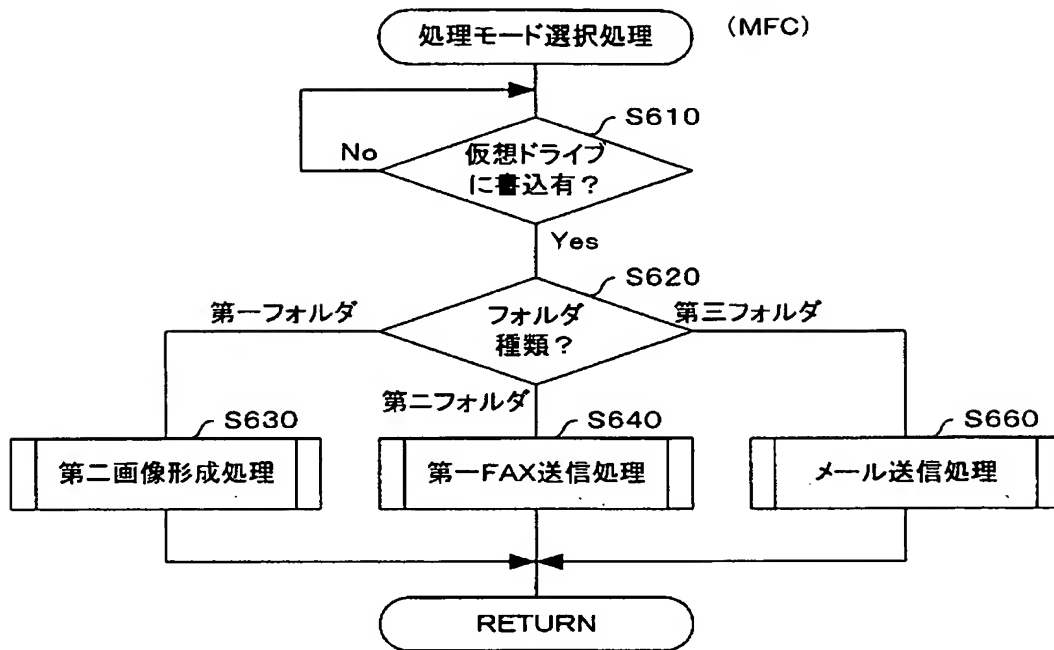 処理モード選択処理
（MFC）
S610
No
仮想ドライブ
に書込有？
Yes
S620
第一フォルダ
フォルダ
種類？
第三フォルダ
第二フォルダ
S630
S640
S660
第二画像形成処理
第一FAX送信処理
メール送信処理
RETURN